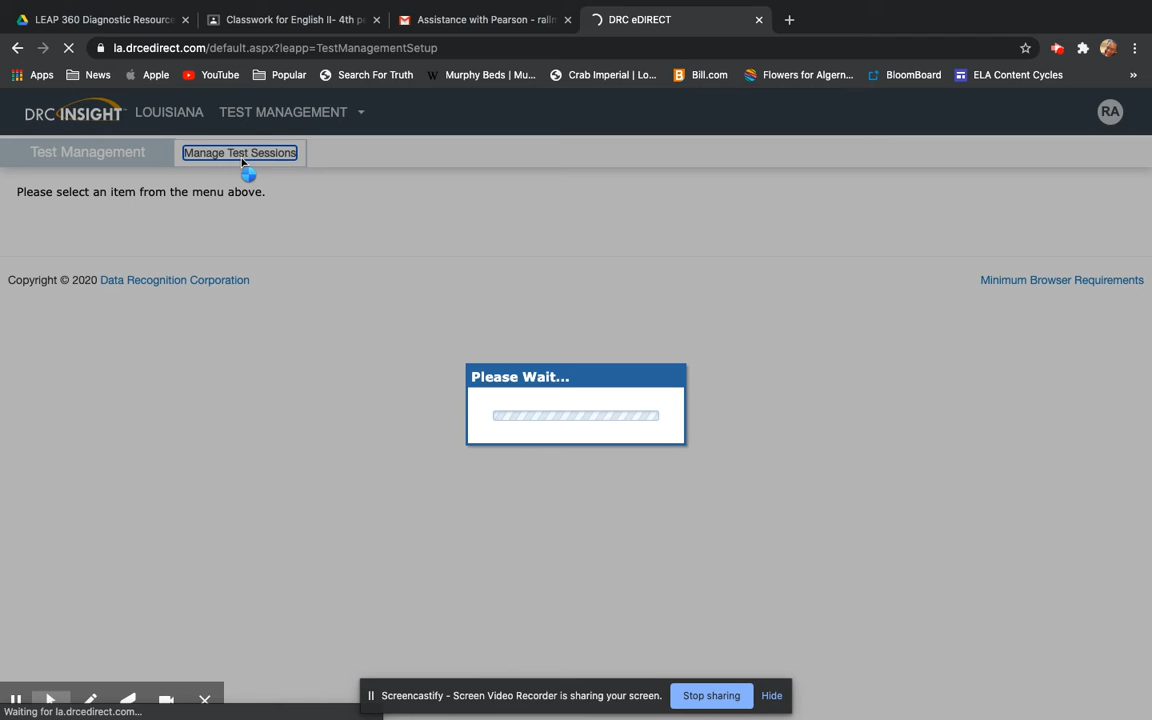 LEAP 360 Diagnostic Resource
Classwork for English II- 4th pe
Assistance with Pearson - rallm
DRC eDIRECT
la.drcedirect.com/default.aspx?leapp=TestManagementSetup
Apps
News
Apple
YouTube
Popular
Search For Truth
Murphy Beds | Mu...
Crab Imperial | Lo...
Bill.com
Flowers for Algern...
BloomBoard
ELA Content Cycles
»
DRC INSIGHT LOUISIANA TEST MANAGEMENT RA
Test Management
Manage Test Sessions
Please select an item from the menu above.
Copyright © 2020 Data Recognition Corporation
Minimum Browser Requirements
Please Wait...
Screencastify - Screen Video Recorder is sharing your screen.
Stop sharing
Hide
Waiting for la.drcedirect.com...